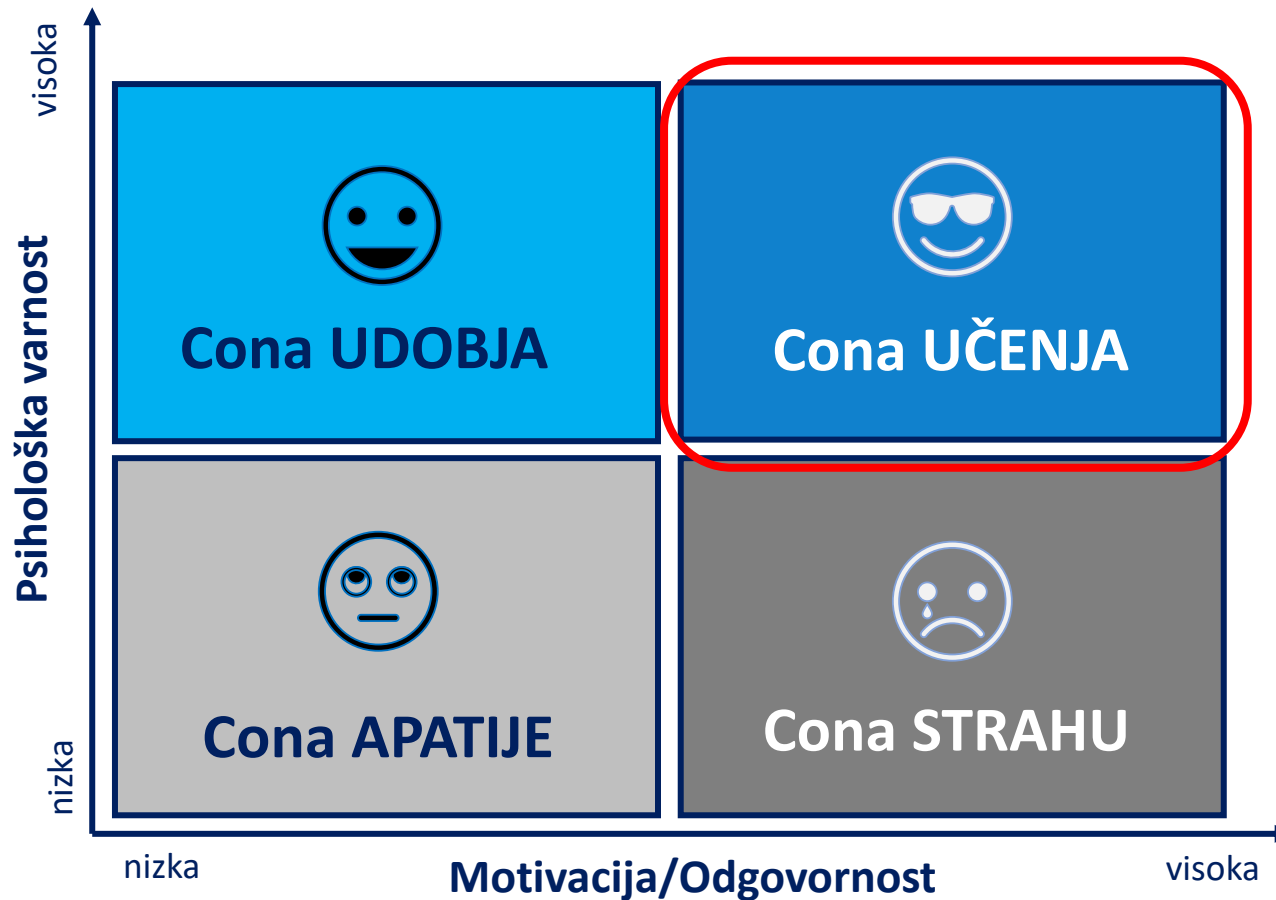 visoka
Psihološka varnost
nizka
Cona UDOBJA
Cona UČENJA
Cona APATIJE
Cona STRAHU
nizka
Motivacija/Odgovornost
visoka